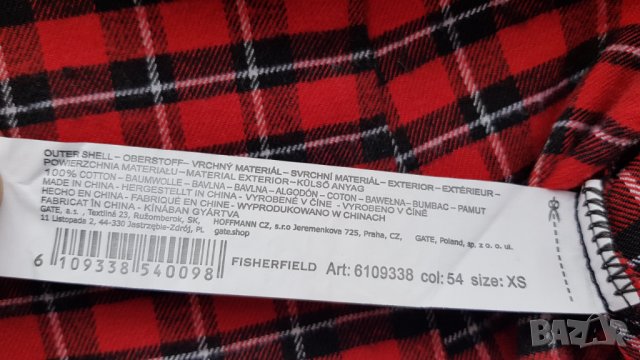 OUTER SHELL – OBERSTOFF – VRCHNÝ MATERIÁL – SVRCHNÍ MATERIÁL – EXTERIOR – EXTÉRIEUR –
POWIERZCHNIA MATERIAŁU – MATERIAL EXTERIOR – KÜLSŐ ANYAG
100% COTTON – BAUMWOLLE – BAVLNA – BAVLNA – ALGODÓN – COTON – BAWEŁNA – BUMBAC – PAMUT
MADE IN CHINA – HERGESTELLT IN CHINA – VYROBENÉ V ČÍNE – VYROBENO V ČÍNĚ
HECHO EN CHINA – FABRIQUÉ EN CHINE – WYPRODUKOWANO W CHINACH
FABRICAT ÎN CHINA – KÍNÁBAN GYÁRTVA
GATE, a.s., Textilná 23, Ružomberok, SK, HOFFMANN CZ, s.r.o Jeremenkova 725, Praha, CZ, GATE, Poland, sp. z o.o. ul.
11 Listopada 2, 44-330 Jastrzębie-Zdrój, PL
gate.shop
6 109338 540098 FISHERFIELD Art: 6109338 col: 54 size: XS
BAZAR